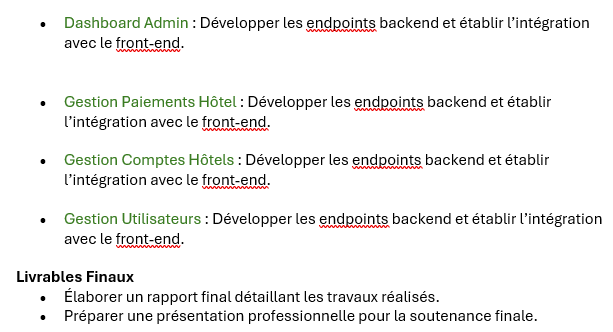 • Dashboard Admin : Développer les endpoints backend et établir l’intégration
avec le front-end.
• Gestion Paiements Hôtel : Développer les endpoints backend et établir
l’intégration avec le front-end.
• Gestion Comptes Hôtels : Développer les endpoints backend et établir
l’intégration avec le front-end.
• Gestion Utilisateurs : Développer les endpoints backend et établir l’intégration
avec le front-end.
Livrables Finaux
• Élaborer un rapport final détaillant les travaux réalisés.
• Préparer une présentation professionnelle pour la soutenance finale.